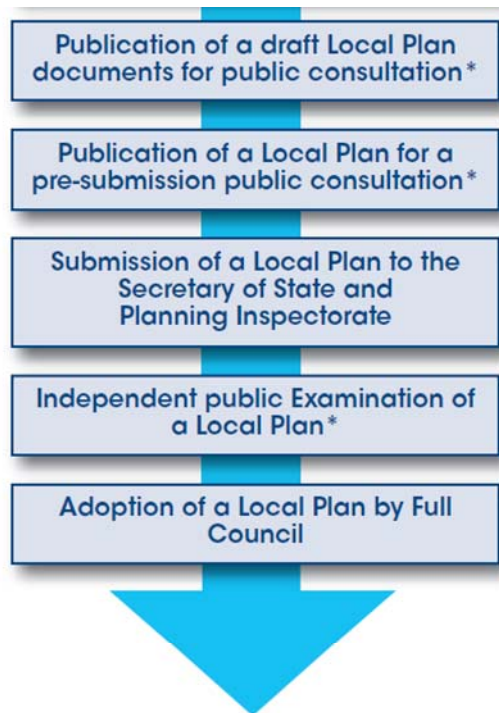 Publication of a draft Local Plan
documents for public consultation*
Publication of a Local Plan for a
pre-submission public consultation*
Submission of a Local Plan to the
Secretary of State and
Planning Inspectorate
Independent public Examination of
a Local Plan*
Adoption of a Local Plan by Full
Council